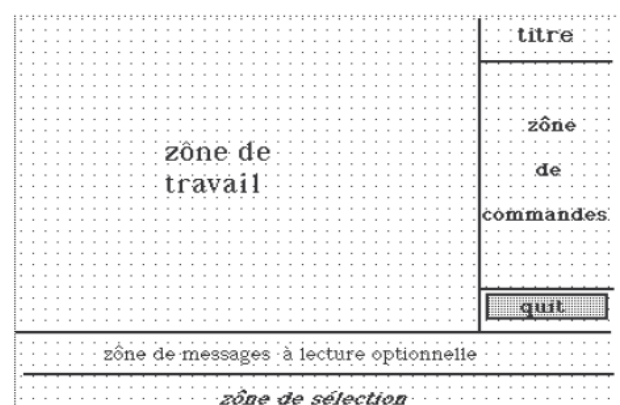 titre
zône de
travail
zône
de
commandes
quit
zône de messages à lecture optionnelle
zône de sélection